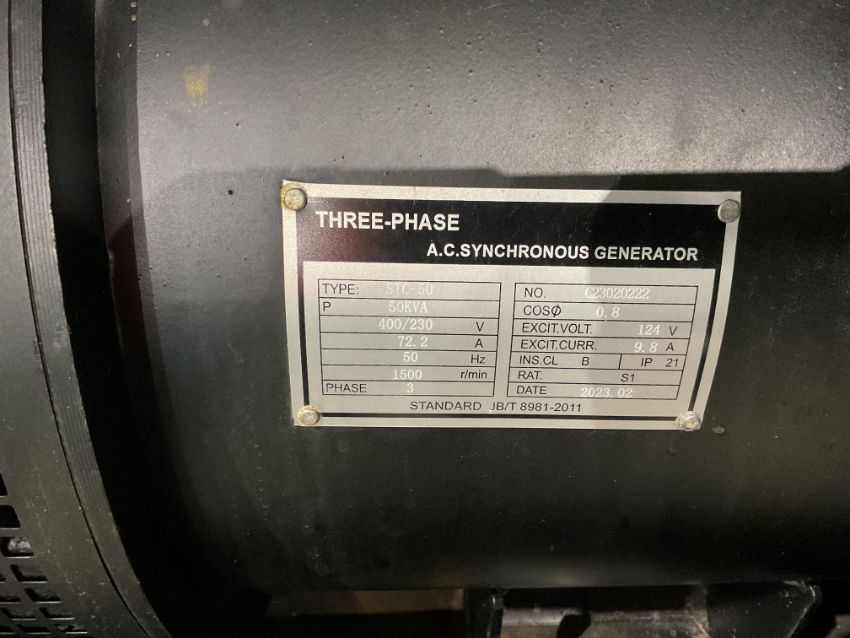 THREE-PHASE
A.C.SYNCHRONOUS GENERATOR
TYPE: STC-50
P 50KVA
400/230 V
72.2 A
50 Hz
1500 r/min
PHASE 3
NO. C23020222
COSØ 0.8
EXCIT.VOLT. 124 V
EXCIT.CURR. 9.8 A
INS.CL B IP 21
RAT. S1
DATE 2023.02
STANDARD JB/T 8981-2011